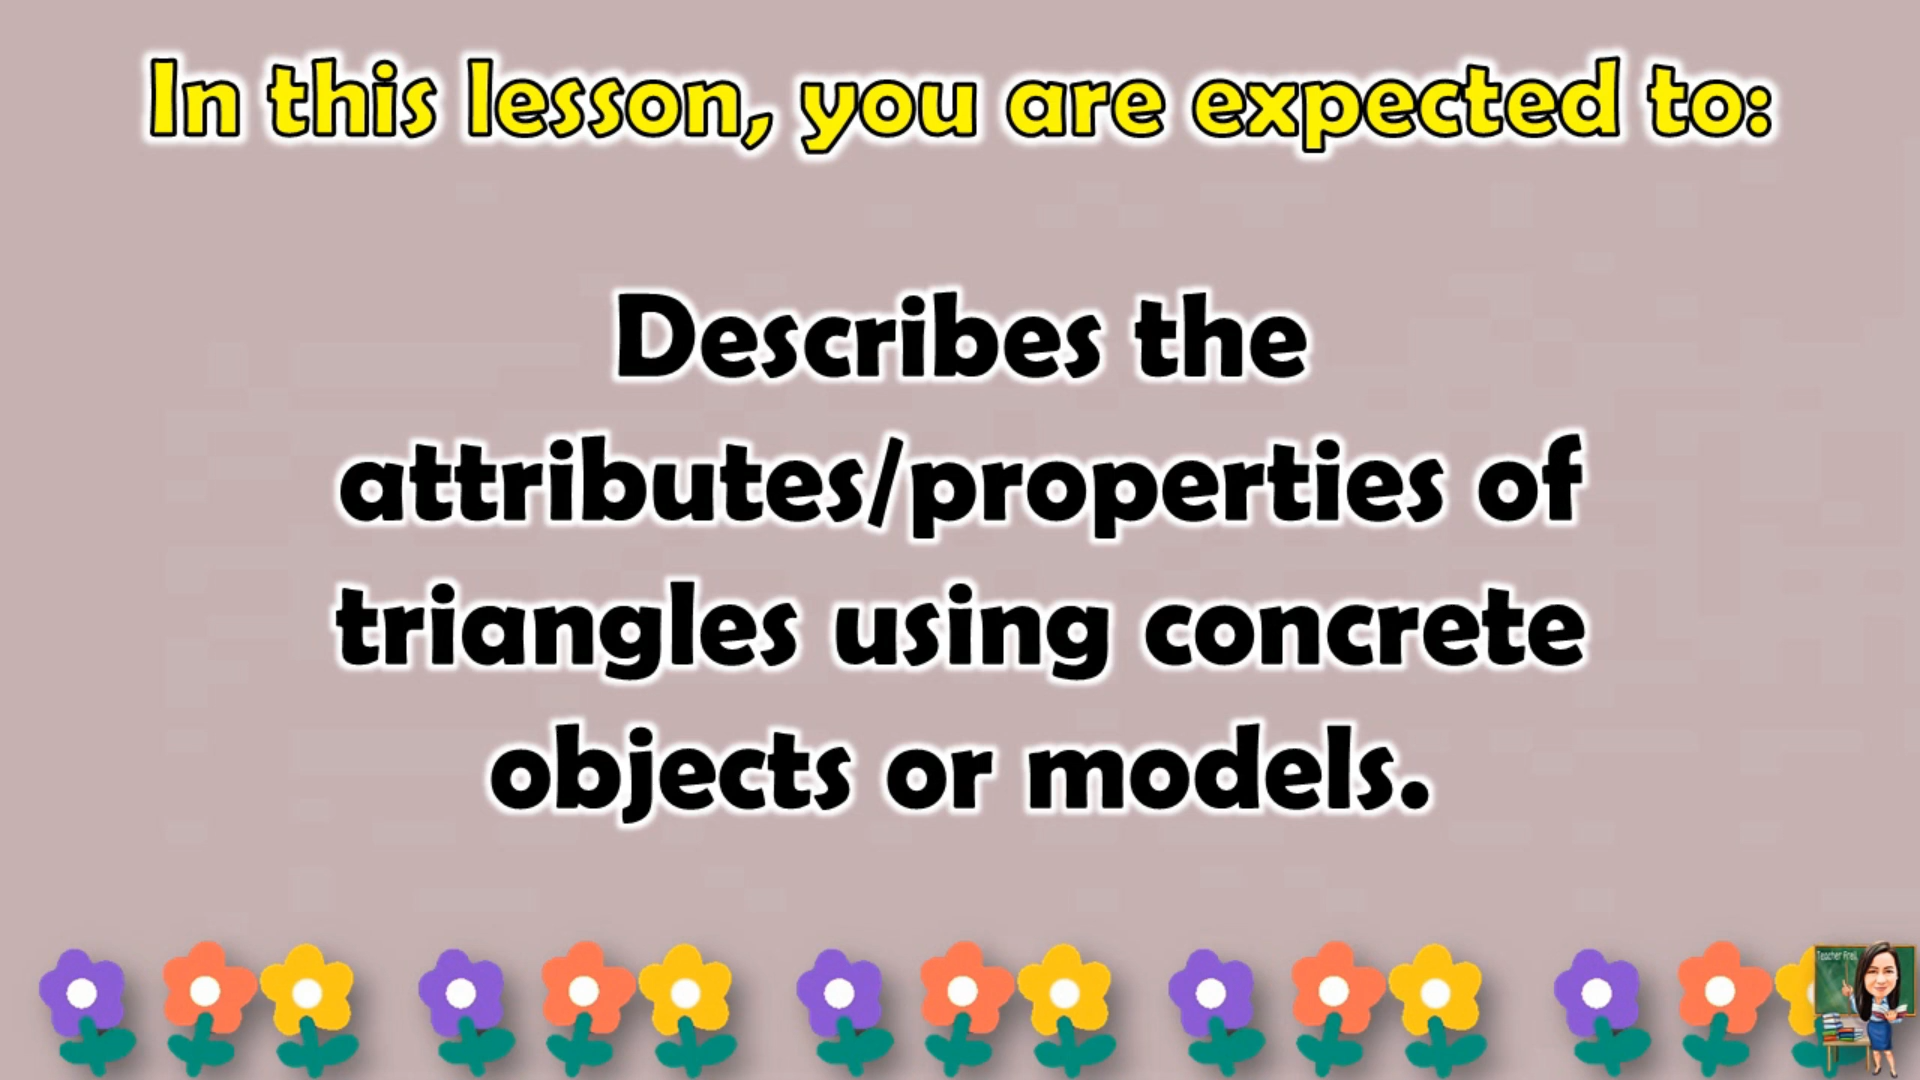 In this lesson, you are expected to:
Describes the
attributes/properties of
triangles using concrete
objects or models.